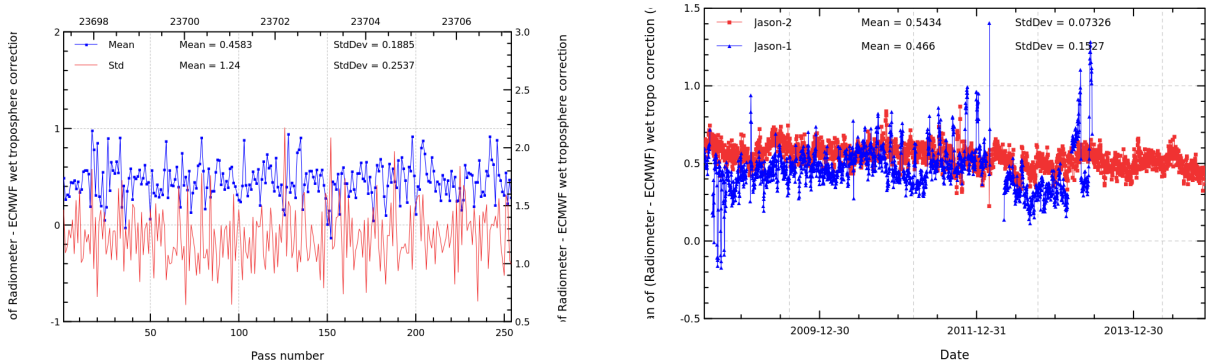 23698 23700 23702 23704 23706
Mean Mean = 0.4583 StdDev = 0.1885
Std Mean = 1.24 StdDev = 0.2537
2
1
0
-1
of Radiometer - ECMWF wet troposphere correction
3.0
2.5
2.0
1.5
1.0
0.5
of Radiometer - ECMWF wet troposphere correction
50 100 150 200 250
Pass number
Jason-2 Mean = 0.5434 StdDev = 0.07326
Jason-1 Mean = 0.466 StdDev = 0.1527
1.5
1.0
0.5
0.0
-0.5
of (Radiometer - ECMWF) wet tropo correction (
2009-12-30 2011-12-31 2013-12-30
Date